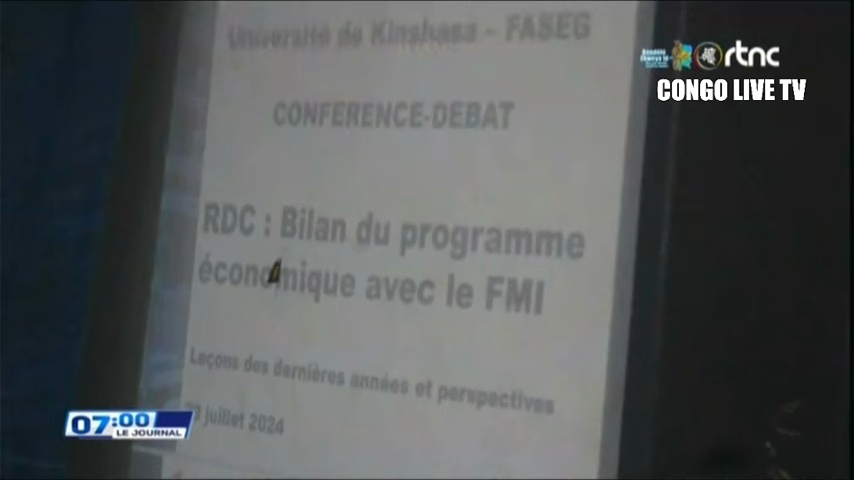 Université de Kinshasa - FASEG
CONFERENCE-DEBAT
RDC : Bilan du programme
économique avec le FMI
Leçons des dernières années et perspectives
juillet 2024
rtnc
CONGO LIVE TV
07:00
LE JOURNAL